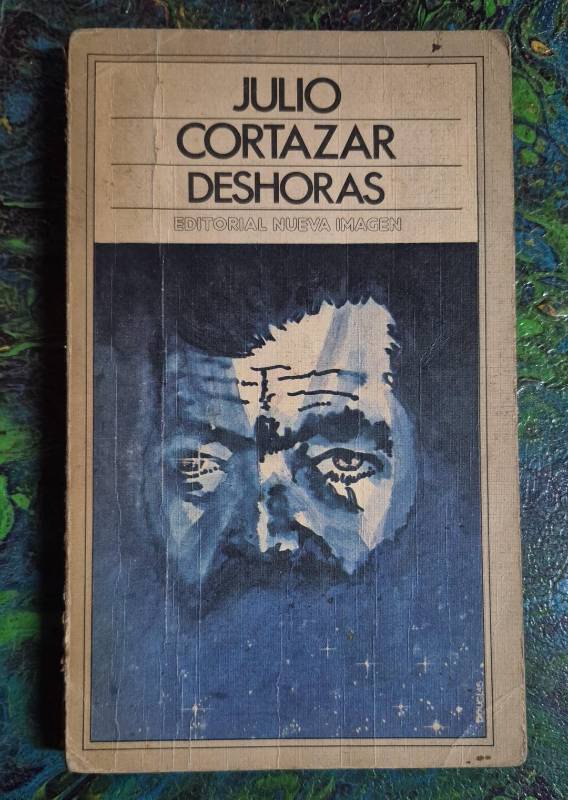 JULIO
CORTAZAR
DESHORAS
EDITORIAL NUEVA IMAGEN